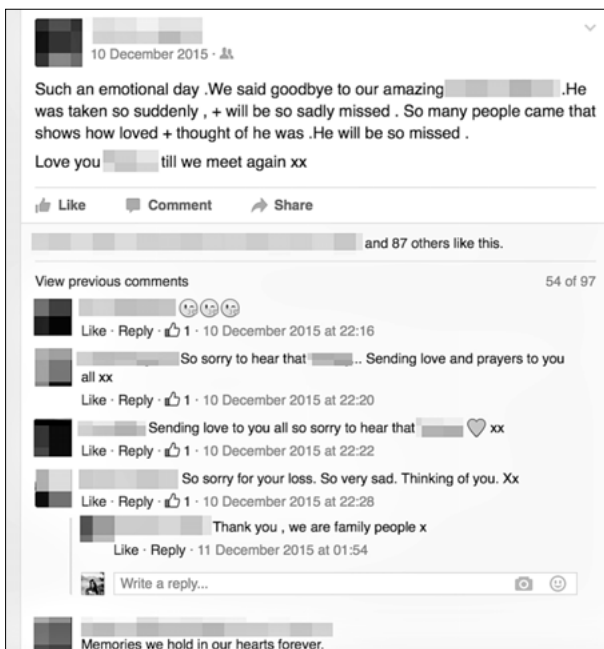 10 December 2015 ·
Such an emotional day .We said goodbye to our amazing .He
was taken so suddenly , + will be so sadly missed . So many people came that
shows how loved + thought of he was .He will be so missed .
Love you till we meet again xx
Like Comment Share
and 87 others like this.
View previous comments 54 of 97
Like · Reply · 1 · 10 December 2015 at 22:16
So sorry to hear that ... Sending love and prayers to you
all xx
Like · Reply · 1 · 10 December 2015 at 22:20
Sending love to you all so sorry to hear that xx
Like · Reply · 1 · 10 December 2015 at 22:22
So sorry for your loss. So very sad. Thinking of you. Xx
Like · Reply · 1 · 10 December 2015 at 22:28
Thank you , we are family people x
Like · Reply · 11 December 2015 at 01:54
Write a reply...
Memories we hold in our hearts forever.